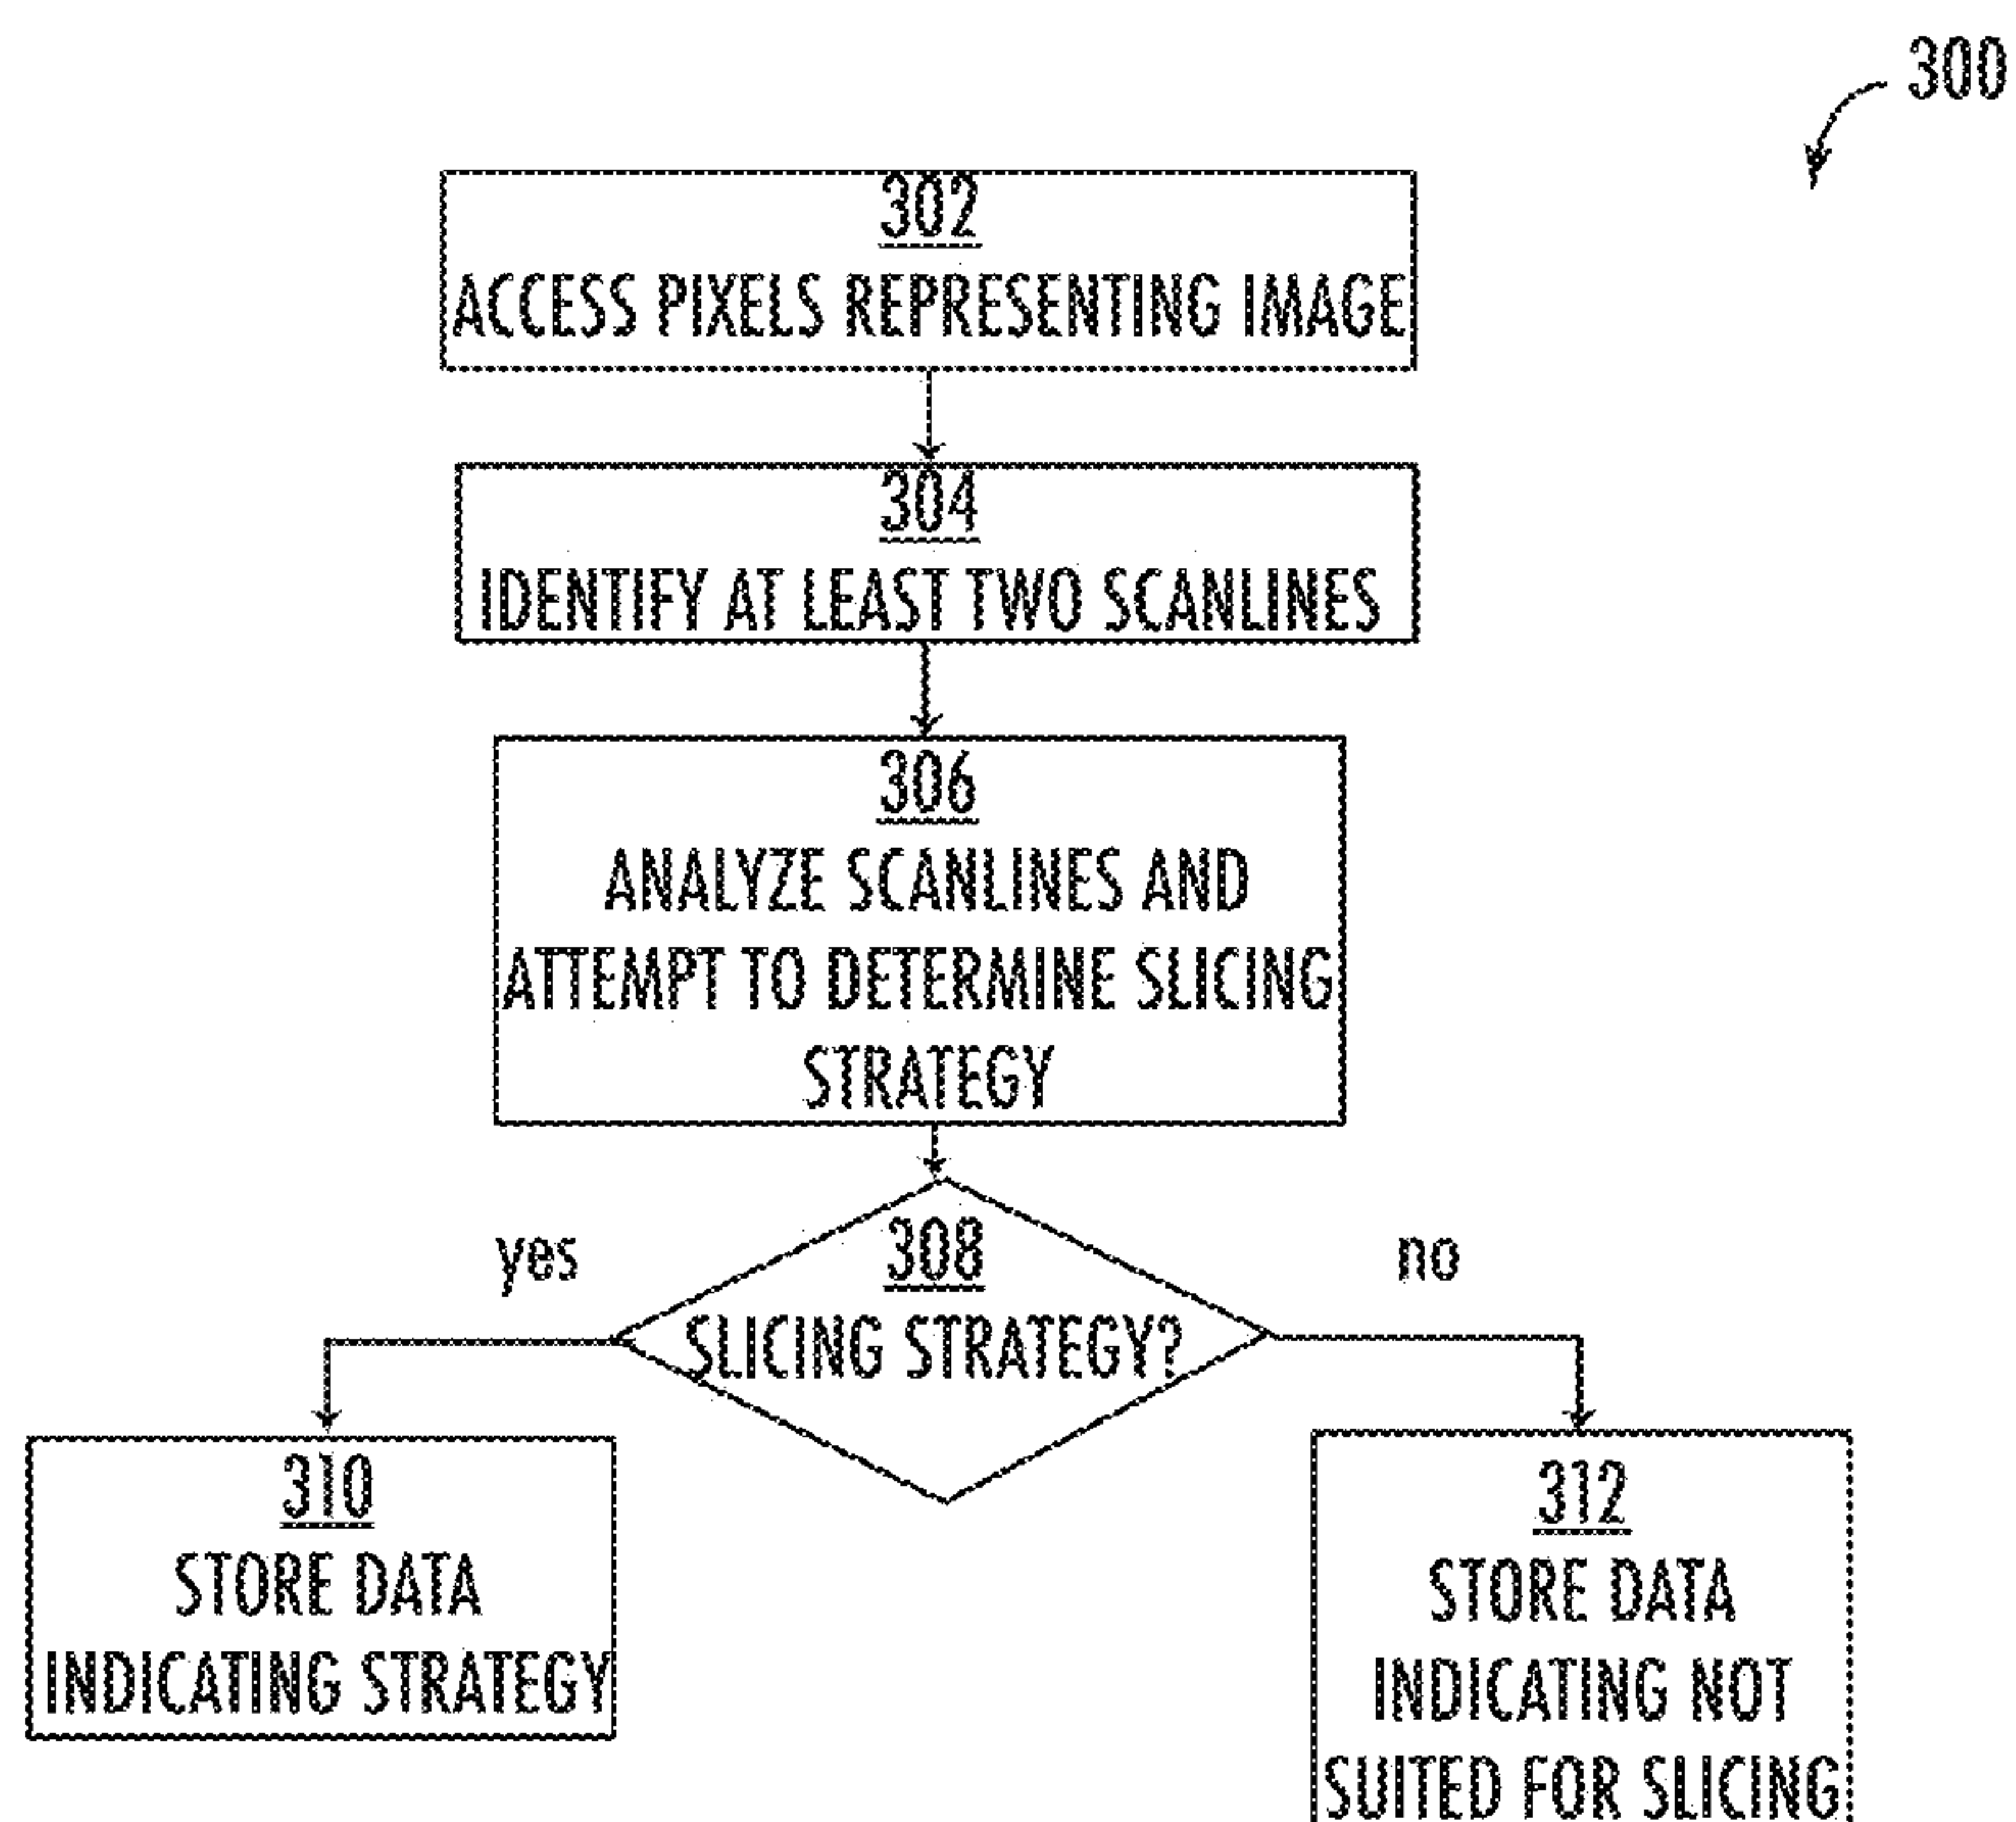 300
302
ACCESS PIXELS REPRESENTING IMAGE
304
IDENTIFY AT LEAST TWO SCANLINES
306
ANALYZE SCANLINES AND
ATTEMPT TO DETERMINE SLICING
STRATEGY
yes
308
no
SLICING STRATEGY?
310
STORE DATA
INDICATING STRATEGY
312
STORE DATA
INDICATING NOT
SUITED FOR SLICING